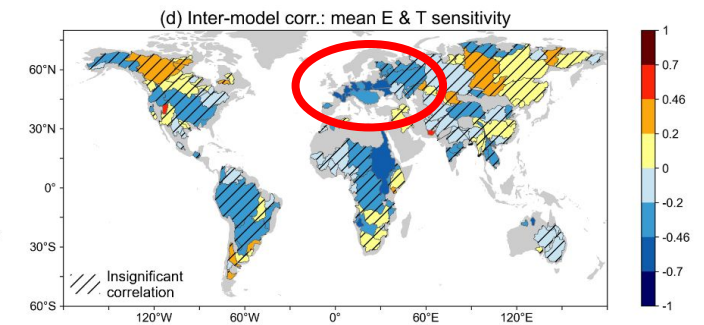 (d) Inter-model corr.: mean E & T sensitivity
60°N
30°N
0°
30°S
60°S
120°W
60°W
0°
60°E
120°E
Insignificant
correlation
1
0.7
0.46
0.2
0
-0.2
-0.46
-0.7
-1